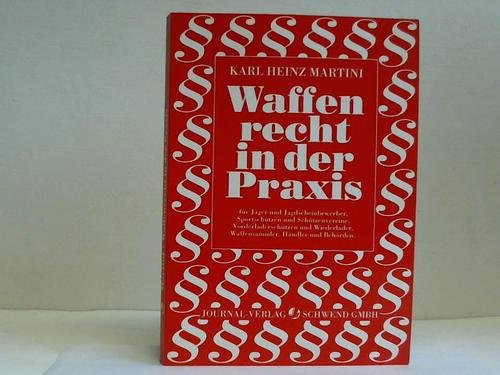 KARL HEINZ MARTINI
Waffen
recht
in der
Praxis
für Jäger und Jagdscheinbewerber,
Sportschützen und Schützenvereine,
Vorderladerschützen und Wiederlader,
Waffensammler, Händler und Behörden.
JOURNAL-VERLAG SCHWEND GMBH